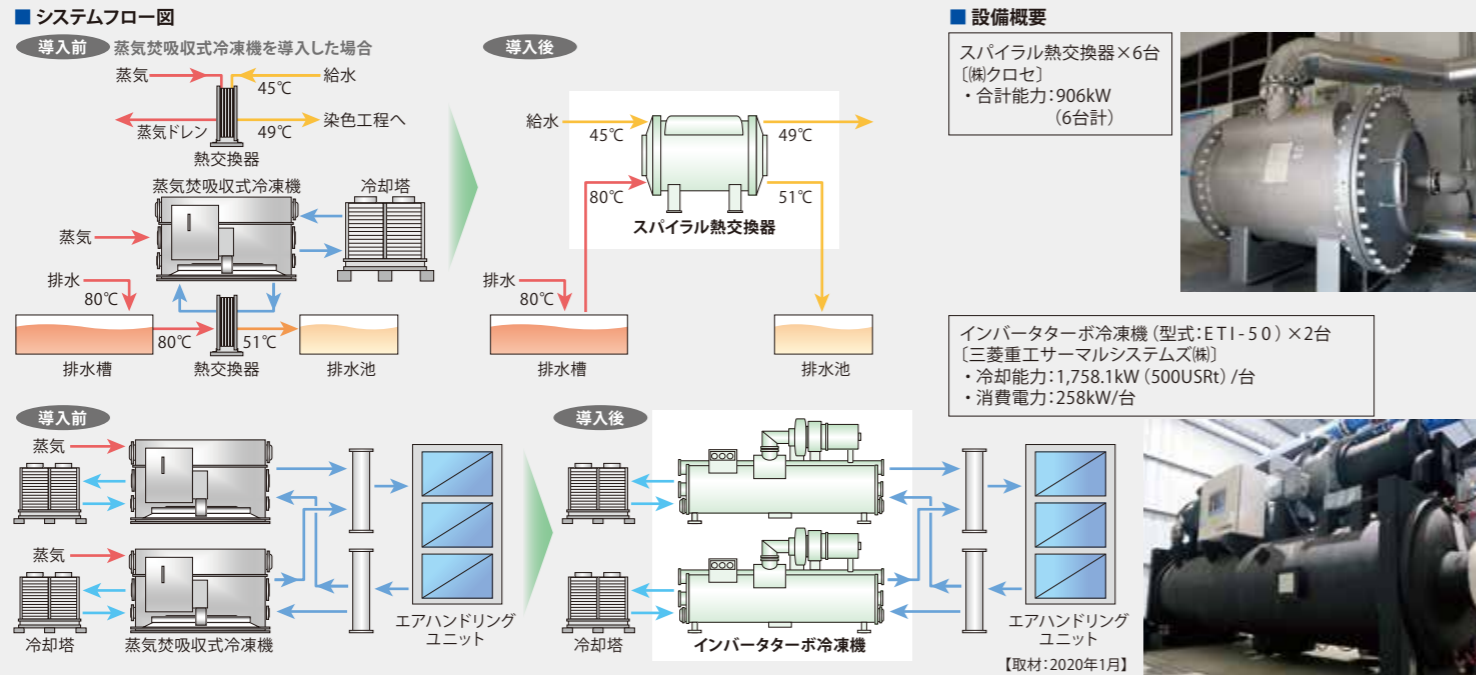 ■ システムフロー図
導入前 蒸気焚吸収式冷凍機を導入した場合
蒸気
給水
45℃
蒸気ドレン
49℃
染色工程へ
熱交換器
蒸気焚吸収式冷凍機
冷却塔
蒸気
排水
80℃
80℃
51℃
排水槽
熱交換器
排水池
導入後
給水
45℃
49℃
80℃
51℃
スパイラル熱交換器
排水
80℃
排水槽
排水池
■ 設備概要
スパイラル熱交換器×6台
〔㈱クロセ〕
・合計能力:906kW
(6台計)
インバータターボ冷凍機(型式:ETI-50)×2台
〔三菱重工サーマルシステムズ㈱〕
・冷却能力:1,758.1kW(500USRt)/台
・消費電力:258kW/台
導入前
蒸気
蒸気
冷却塔
蒸気焚吸収式冷凍機
エアハンドリング
ユニット
導入後
冷却塔
インバータターボ冷凍機
エアハンドリング
ユニット
【取材:2020年1月】